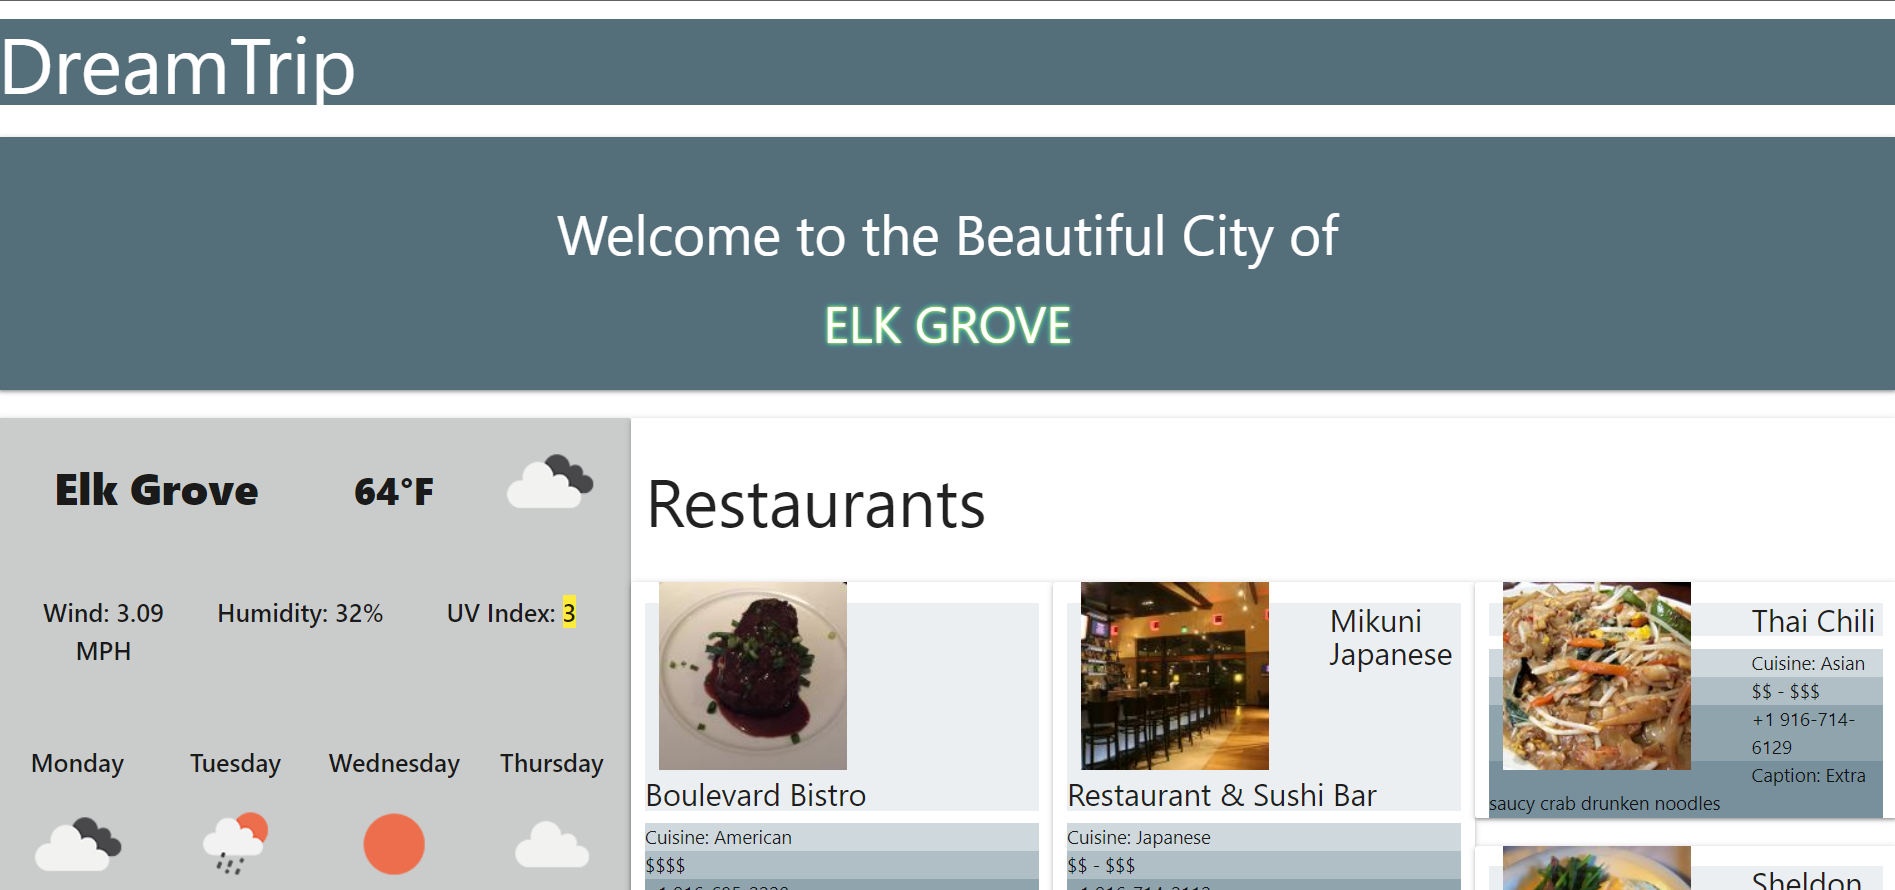 DreamTrip
Welcome to the Beautiful City of
ELK GROVE
Elk Grove
64°F
Wind: 3.09
MPH
Humidity: 32%
UV Index: 3
Monday
Tuesday
Wednesday
Thursday
Restaurants
Boulevard Bistro
Cuisine: American
$$$$
Mikuni
Japanese
Restaurant & Sushi Bar
Cuisine: Japanese
$$ - $$$
Thai Chili
Cuisine: Asian
$$ - $$$
+1 916-714-
6129
Caption: Extra
saucy crab drunken noodles
Sheldon